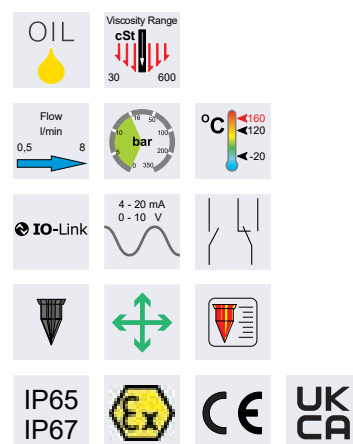 OIL
Viscosity Range
cSt
30 600
Flow
l/min
0,5 8
16 50
10 100
bar
5 200
0 350
°C
160
120
-20
IO-Link
4 - 20 mA
0 - 10 V
IP65
IP67
Ex
CE
UK
CA